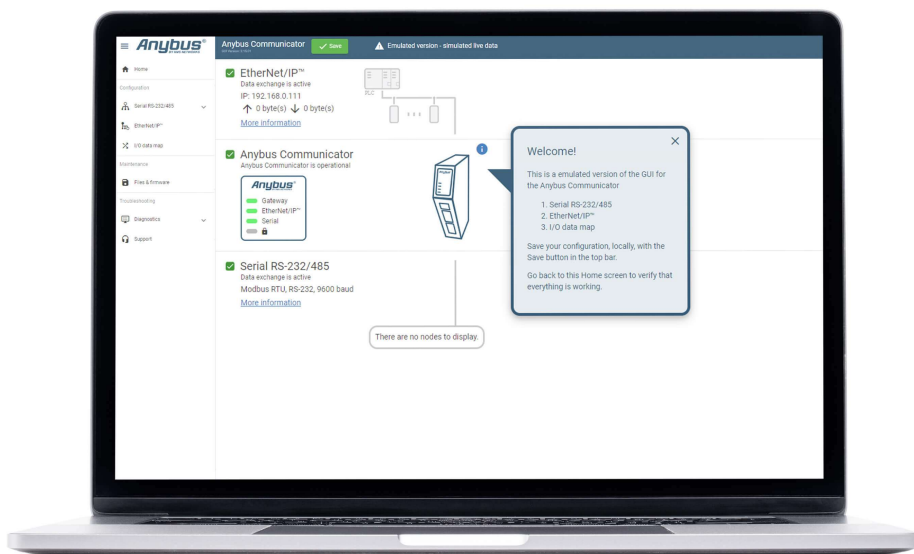 Anybus®
BY HMS NETWORKS
Anybus Communicator
Save
Emulated version - simulated live data
Home
Configuration
Serial RS-232/485
EtherNet/IP™
I/O data map
Maintenance
Files & firmware
Troubleshooting
Diagnostics
Support
EtherNet/IP™
Data exchange is active
IP: 192.168.0.111
0 byte(s) 0 byte(s)
More information
PLC
Anybus Communicator
Anybus Communicator is operational
Anybus®
Gateway
EtherNet/IP™
Serial
Anybus
Serial RS-232/485
Data exchange is active
Modbus RTU, RS-232, 9600 baud
More information
There are no nodes to display.
Welcome!
This is a emulated version of the GUI for
the Anybus Communicator
1. Serial RS-232/485
2. EtherNet/IP™
3. I/O data map
Save your configuration, locally, with the
Save button in the top bar.
Go back to this Home screen to verify that
everything is working.